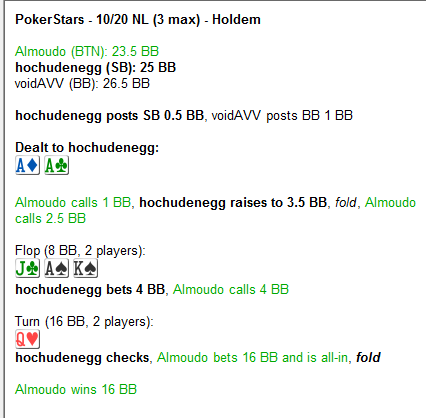 PokerStars - 10/20 NL (3 max) - Holdem
Almoudo (BTN): 23.5 BB
hochudenegg (SB): 25 BB
voidAVV (BB): 26.5 BB
hochudenegg posts SB 0.5 BB, voidAVV posts BB 1 BB
Dealt to hochudenegg:
A♦ A♣
Almoudo calls 1 BB, hochudenegg raises to 3.5 BB, fold, Almoudo
calls 2.5 BB
Flop (8 BB, 2 players):
J♣ A♠ K♠
hochudenegg bets 4 BB, Almoudo calls 4 BB
Turn (16 BB, 2 players):
Q♥
hochudenegg checks, Almoudo bets 16 BB and is all-in, fold
Almoudo wins 16 BB